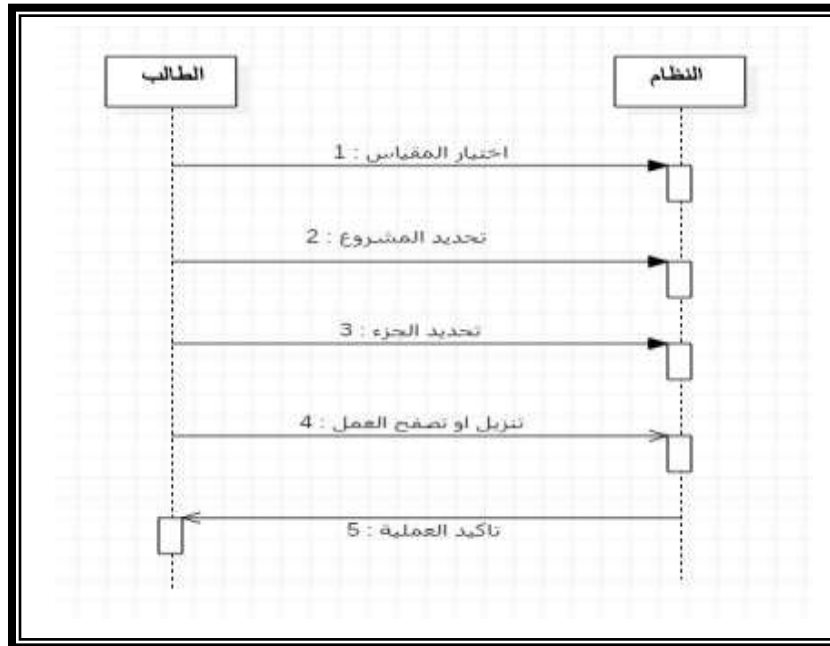 الطالب
النظام
1 : اختيار المقياس
2 : تحديد المشروع
3 : تحديد الجزء
4 : تنزيل او تصفح العمل
5 : تاكيد العملية